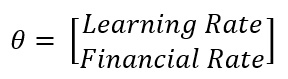 θ = [Learning Rate
Financial Rate]